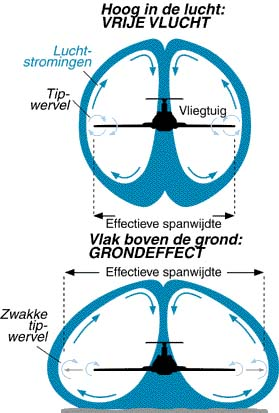 Hoog in de lucht:
VRIJE VLUCHT
Lucht-
stromingen
Tip-
wervel
Vliegtuig
Effectieve spanwijdte
Vlak boven de grond:
GRONDEFFECT
Effectieve spanwijdte
Zwakke
tip-
wervel